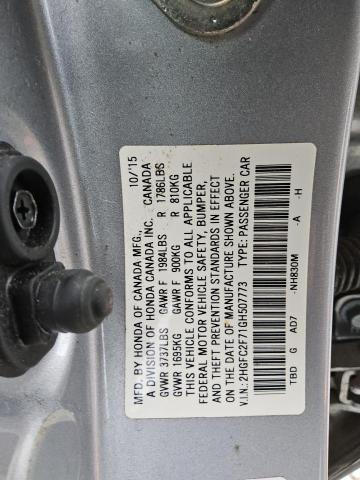 MFD. BY HONDA OF CANADA MFG., 10/'15
A DIVISION OF HONDA CANADA INC. CANADA
GVWR 3737LBS GAWR F 1984LBS R 1786LBS
GVWR 1695KG GAWR F 900KG R 810KG
THIS VEHICLE CONFORMS TO ALL APPLICABLE
FEDERAL MOTOR VEHICLE SAFETY, BUMPER,
AND THEFT PREVENTION STANDARDS IN EFFECT
ON THE DATE OF MANUFACTURE SHOWN ABOVE.
V.I.N.: 2HGFC2F71GH507773 TYPE: PASSENGER CAR
TBD G AD7 -NH830M -A -H